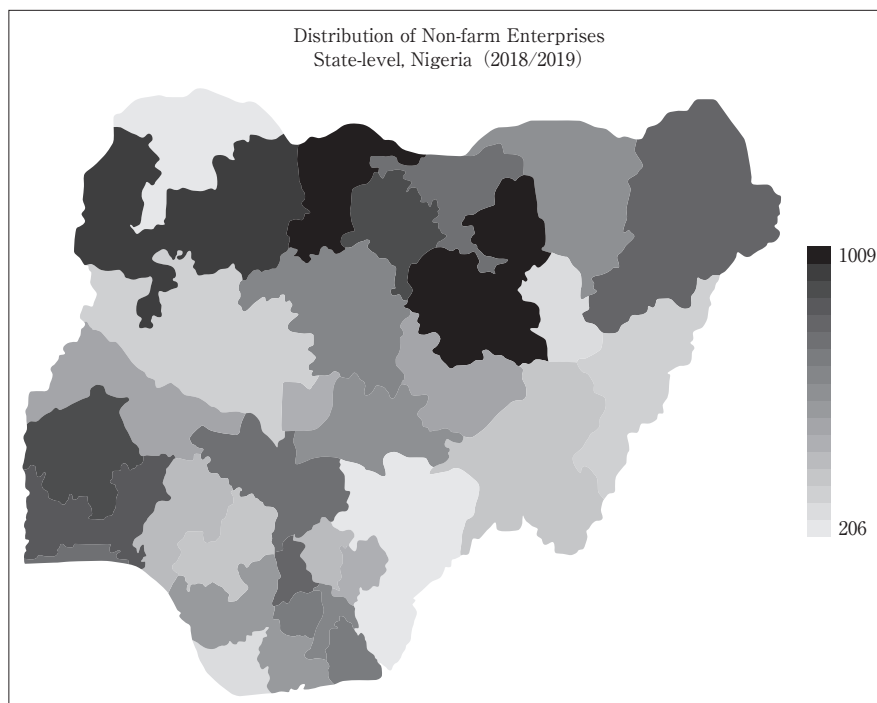 Distribution of Non-farm Enterprises
State-level, Nigeria (2018/2019)
1009
206